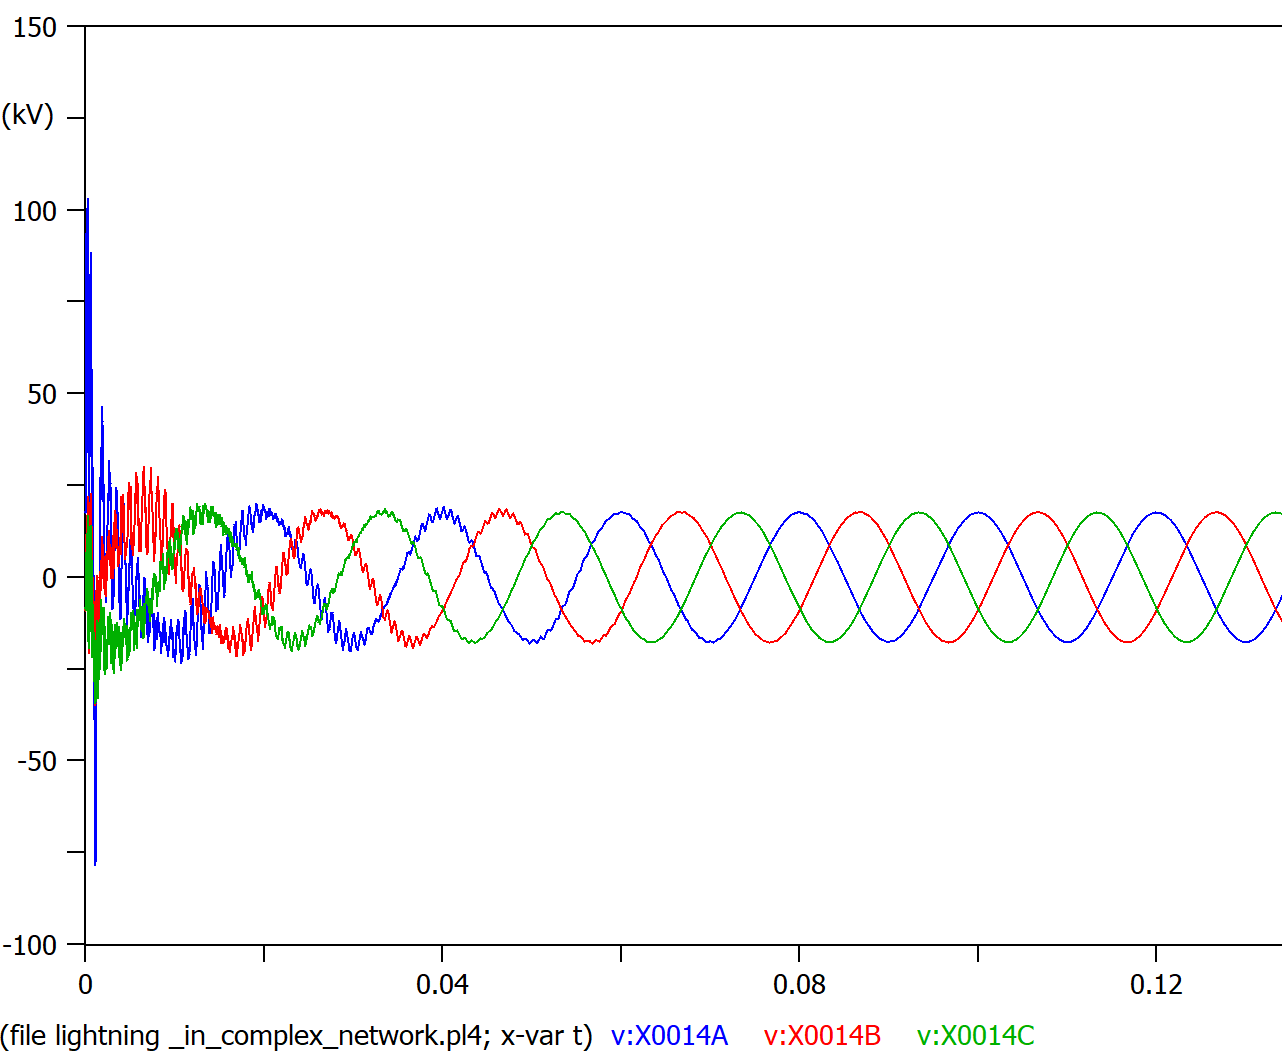 150
(kV)
100
50
0
-50
-100
0 0.04 0.08 0.12
(file lightning _in_complex_network.pl4; x-var t) v:X0014A v:X0014B v:X0014C